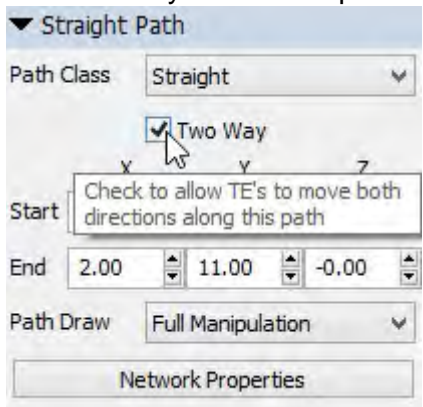 Straight Path
Path Class Straight
Two Way
X Y Z
Start
Check to allow TE's to move both
directions along this path
End 2.00 11.00 -0.00
Path Draw Full Manipulation
Network Properties